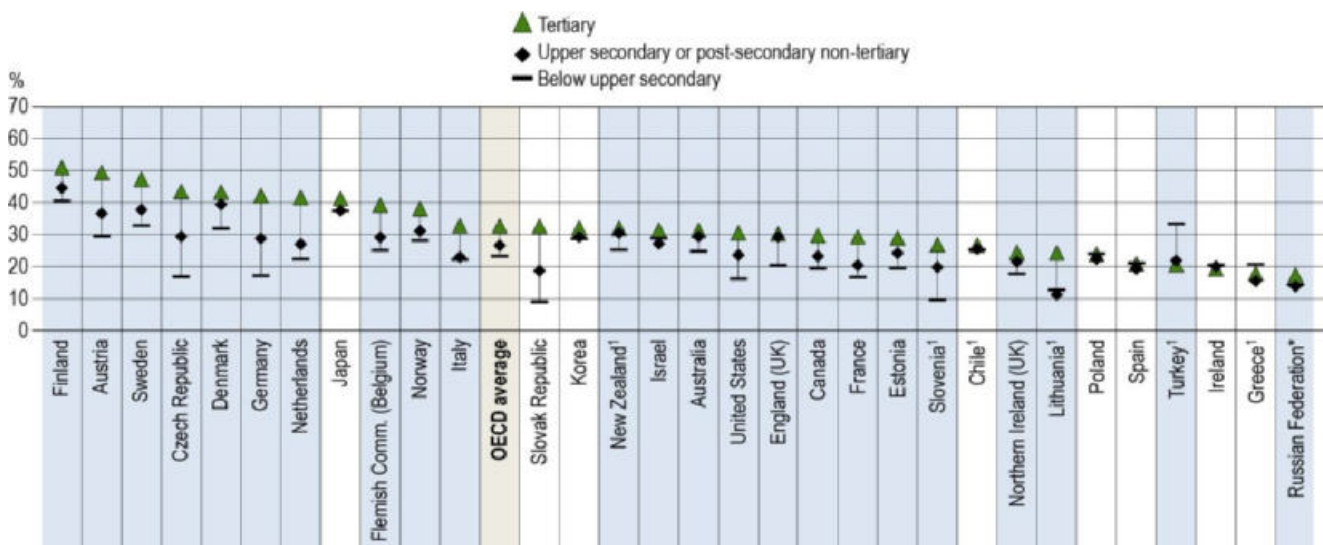 Tertiary
Upper secondary or post-secondary non-tertiary
Below upper secondary
%
70
60
50
40
30
20
10
0
Finland
Austria
Sweden
Czech Republic
Denmark
Germany
Netherlands
Japan
Flemish Comm. (Belgium)
Norway
Italy
OECD average
Slovak Republic
Korea
New Zealand¹
Israel
Australia
United States
England (UK)
Canada
France
Estonia
Slovenia¹
Chile¹
Northern Ireland (UK)
Lithuania¹
Poland
Spain
Turkey¹
Ireland
Greece¹
Russian Federation*